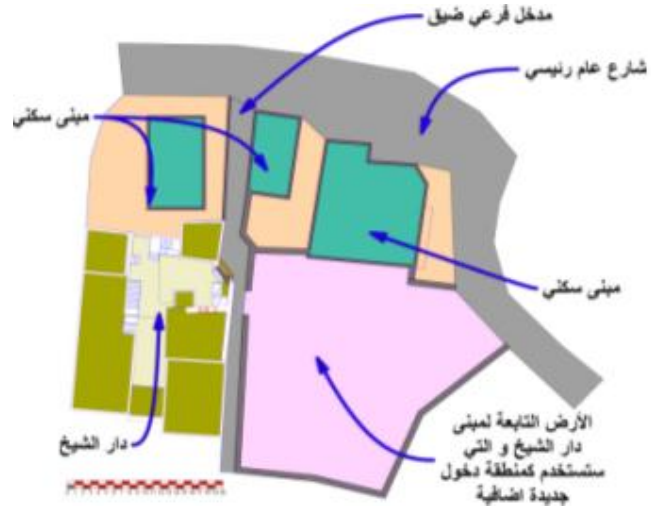 مدخل فرعي ضيق
شارع عام رئيسي
مبنى سكني
مبنى سكني
دار الشيخ
الأرض التابعة لمبنى
دار الشيخ و التي
ستستخدم كمنطقة دخول
جديدة اضافية